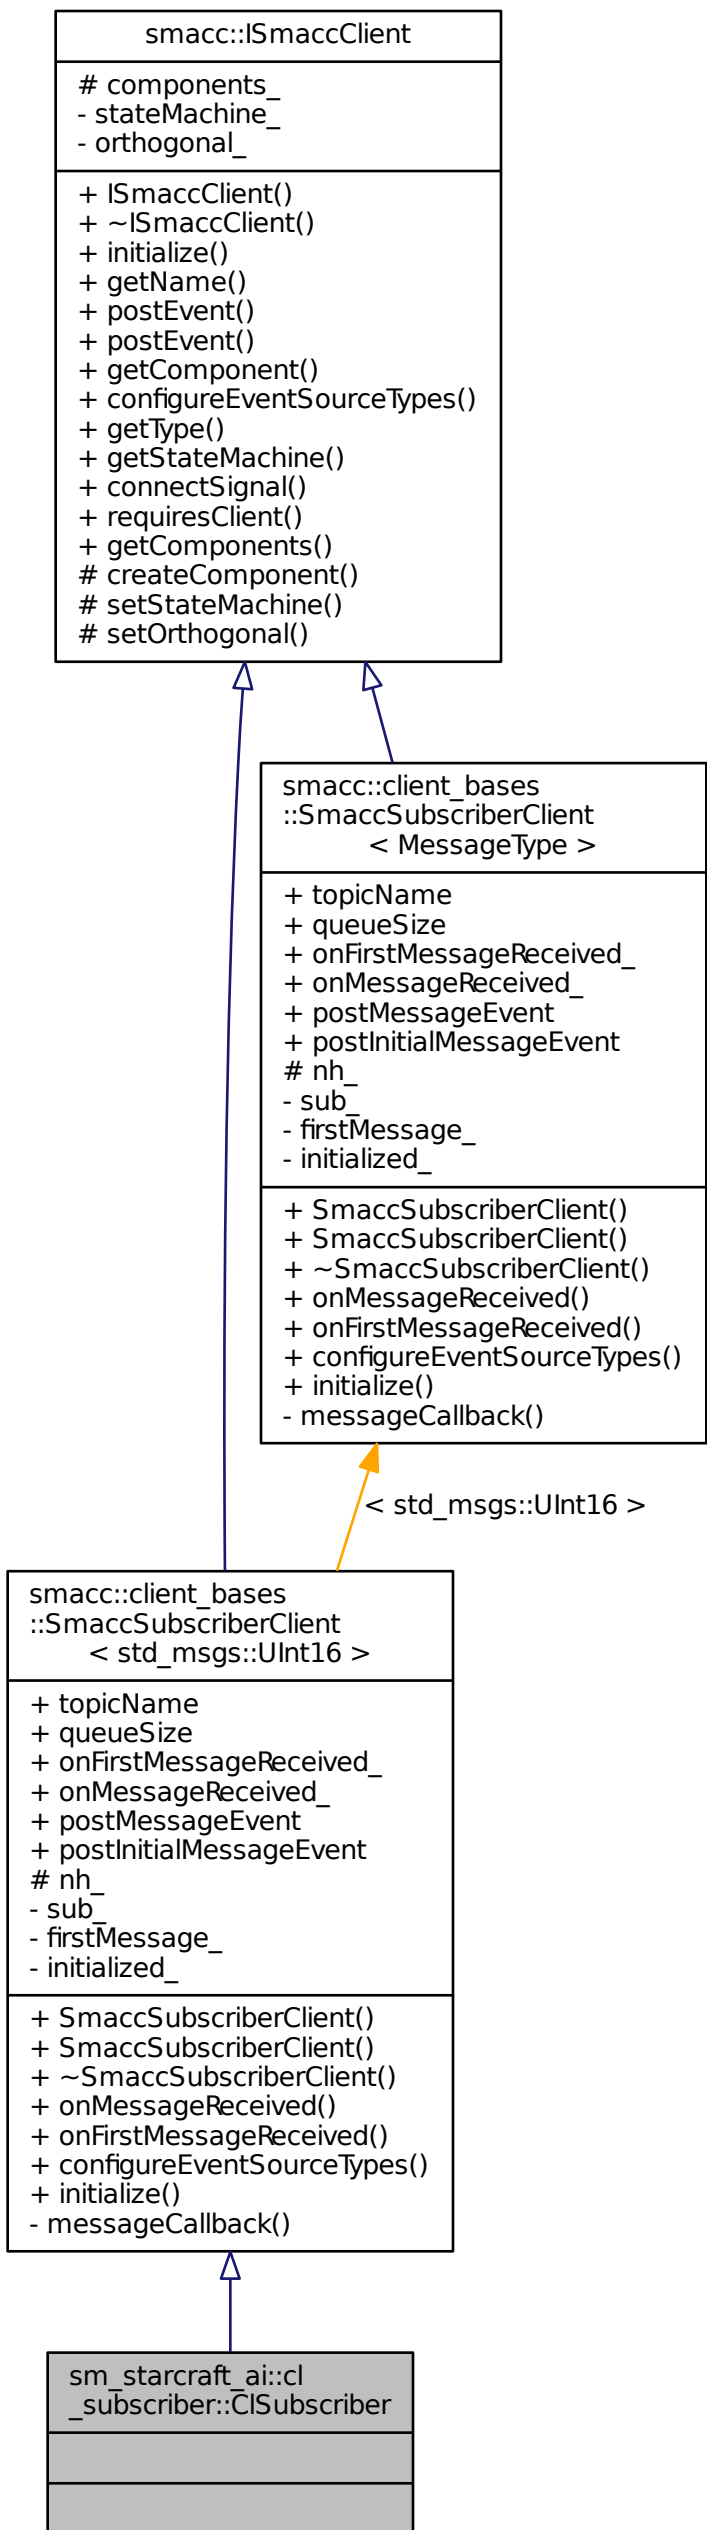 smacc::ISmaccClient
# components_
- stateMachine_
- orthogonal_
+ ISmaccClient()
+ ~ISmaccClient()
+ initialize()
+ getName()
+ postEvent()
+ postEvent()
+ getComponent()
+ configureEventSourceTypes()
+ getType()
+ getStateMachine()
+ connectSignal()
+ requiresClient()
+ getComponents()
# createComponent()
# setStateMachine()
# setOrthogonal()
smacc::client_bases
::SmaccSubscriberClient
< MessageType >
+ topicName
+ queueSize
+ onFirstMessageReceived_
+ onMessageReceived_
+ postMessageEvent
+ postInitialMessageEvent
# nh_
- sub_
- firstMessage_
- initialized_
+ SmaccSubscriberClient()
+ SmaccSubscriberClient()
+ ~SmaccSubscriberClient()
+ onMessageReceived()
+ onFirstMessageReceived()
+ configureEventSourceTypes()
+ initialize()
- messageCallback()
< std_msgs::UInt16 >
smacc::client_bases
::SmaccSubscriberClient
< std_msgs::UInt16 >
+ topicName
+ queueSize
+ onFirstMessageReceived_
+ onMessageReceived_
+ postMessageEvent
+ postInitialMessageEvent
# nh_
- sub_
- firstMessage_
- initialized_
+ SmaccSubscriberClient()
+ SmaccSubscriberClient()
+ ~SmaccSubscriberClient()
+ onMessageReceived()
+ onFirstMessageReceived()
+ configureEventSourceTypes()
+ initialize()
- messageCallback()
sm_starcraft_ai::cl
_subscriber::ClSubscriber